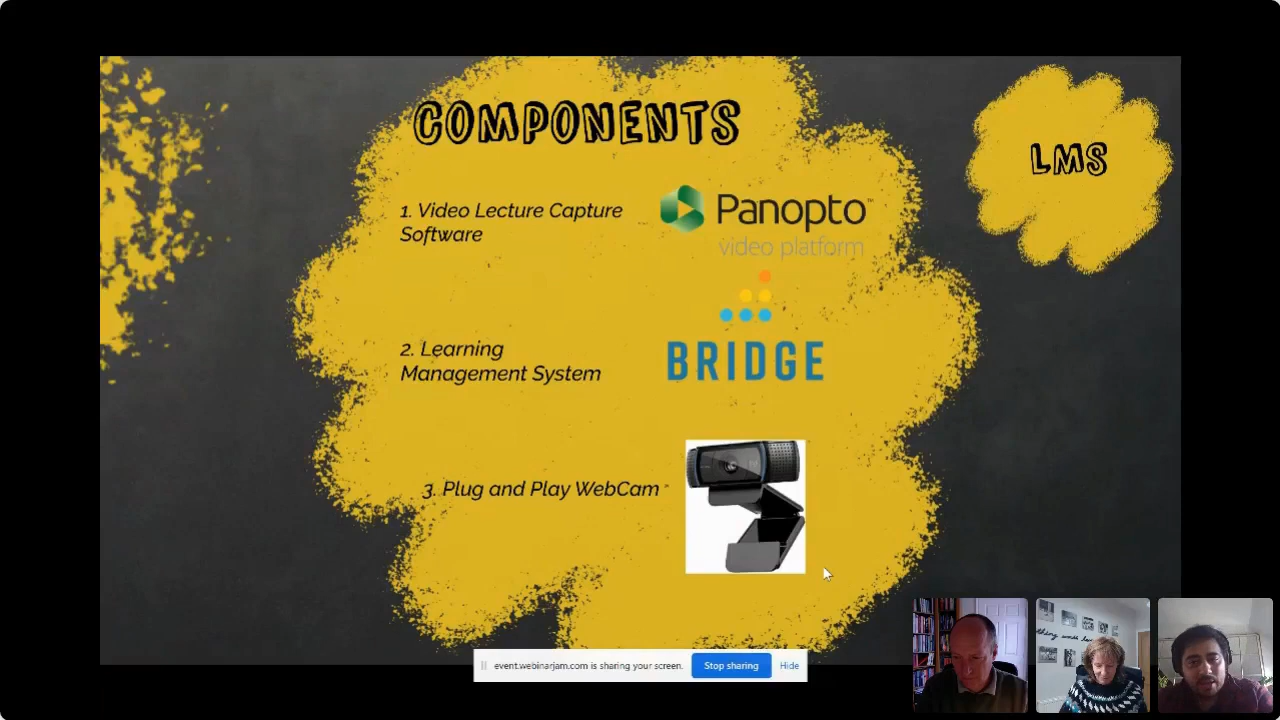 COMPONENTS
LMS
1. Video Lecture Capture
Software
Panopto™
video platform
2. Learning
Management System
BRIDGE
3. Plug and Play WebCam
event.webinarjam.com is sharing your screen.
Stop sharing
Hide